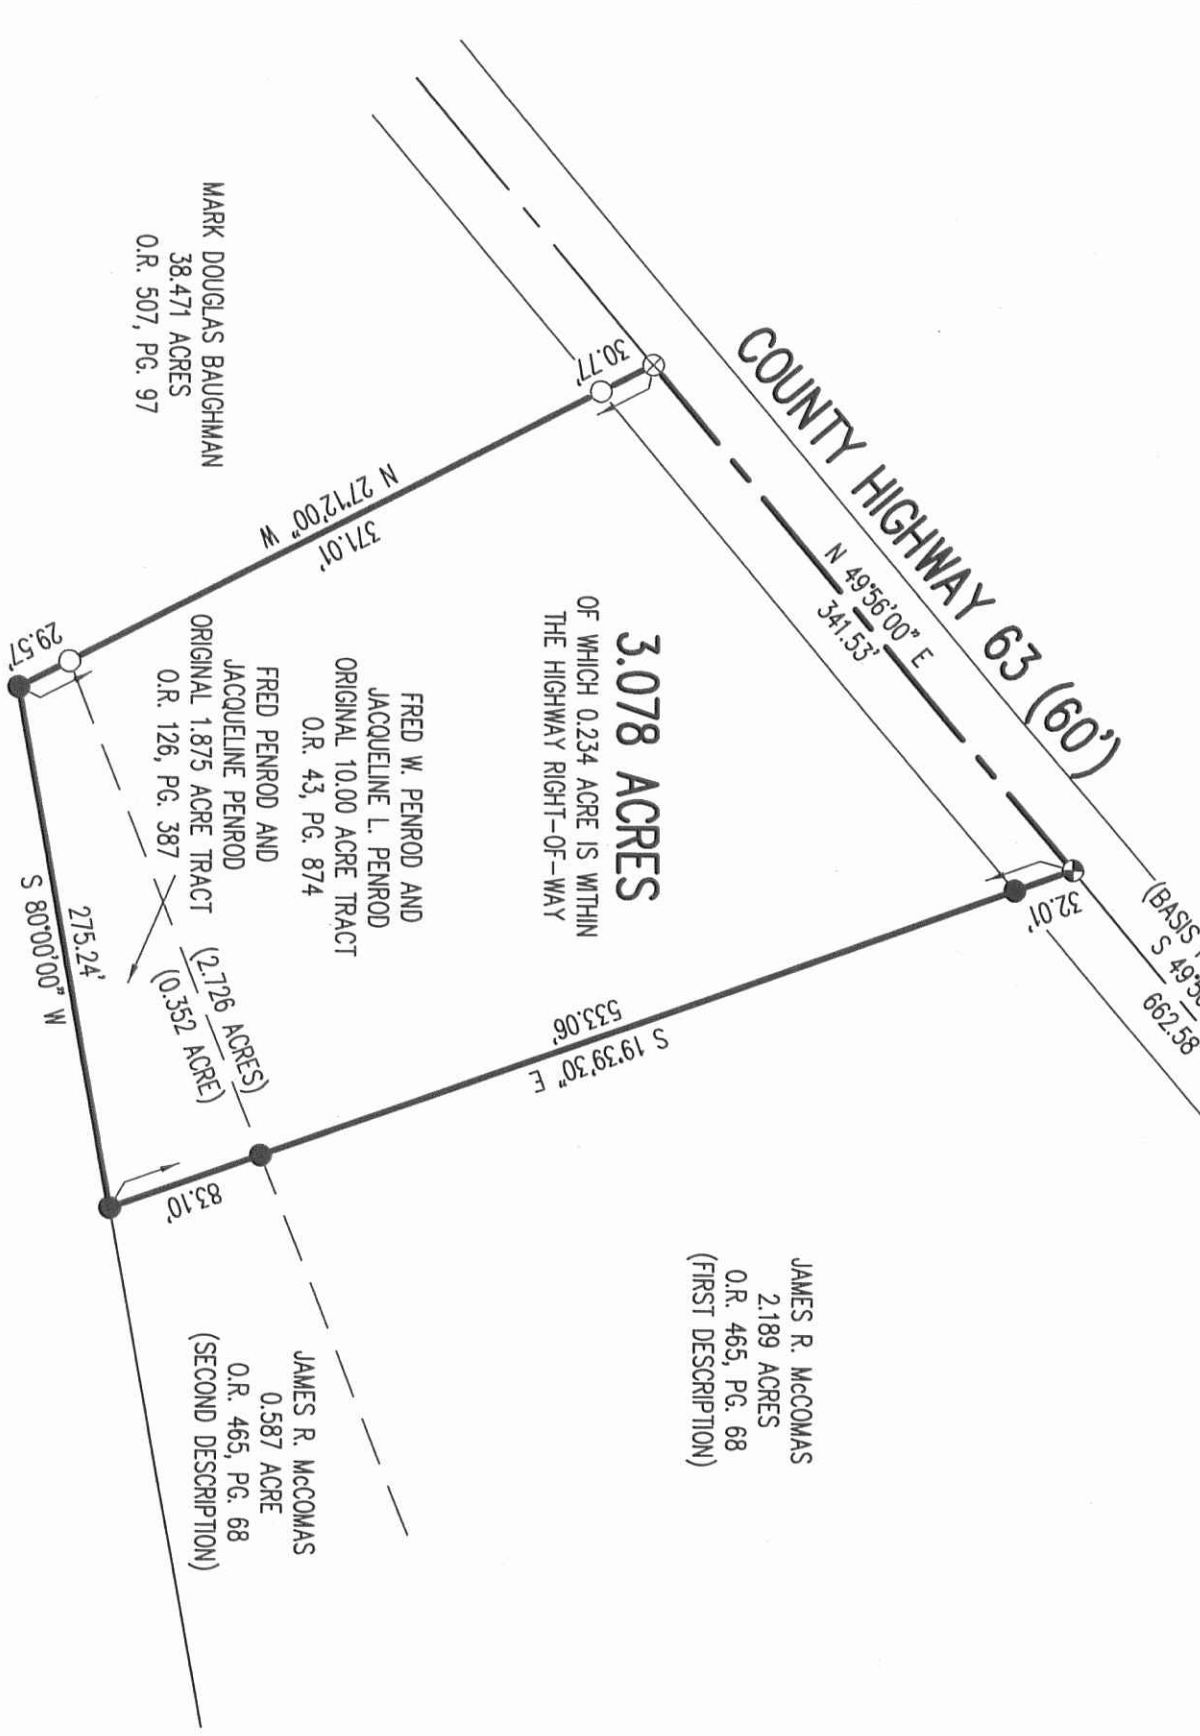 COUNTY HIGHWAY 63 (60')
(BASIS
S 49°56
662.58
N 49°56'00" E
341.53'
30.77'
32.01'
3.078 ACRES
OF WHICH 0.234 ACRE IS WITHIN
THE HIGHWAY RIGHT-OF-WAY
N 27°12'00" W
371.01'
S 19°39'30" E
533.06'
MARK DOUGLAS BAUGHMAN
38.471 ACRES
O.R. 507, PG. 97
FRED W. PENROD AND
JACQUELINE L. PENROD
ORIGINAL 10.00 ACRE TRACT
O.R. 43, PG. 874
FRED PENROD AND
JACQUELINE PENROD
ORIGINAL 1.875 ACRE TRACT
O.R. 126, PG. 387
(2.726 ACRES)
(0.352 ACRE)
29.57'
275.24'
S 80°00'00" W
83.10'
JAMES R. McCOMAS
2.189 ACRES
O.R. 465, PG. 68
(FIRST DESCRIPTION)
JAMES R. McCOMAS
0.587 ACRE
O.R. 465, PG. 68
(SECOND DESCRIPTION)